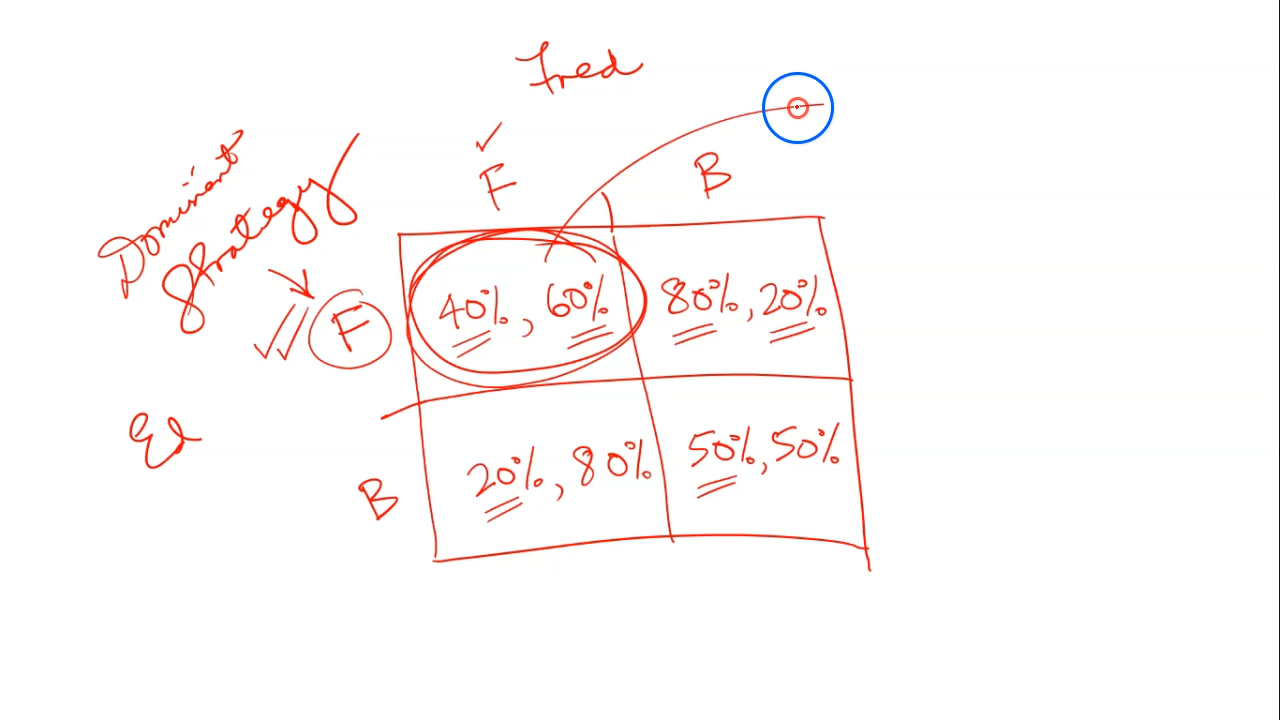 Fred
F B
Dominant
Strategy
F 40%, 60% 80%, 20%
Ed
B 20%, 80% 50%, 50%